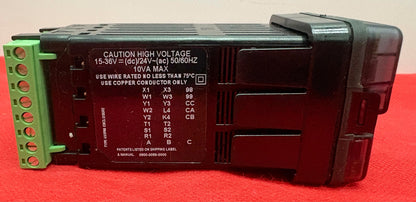 CAUTION HIGH VOLTAGE
15-36V⎓(dc)/24V~(ac) 50/60HZ
10VA MAX
USE WIRE RATED NO LESS THAN 75°C
USE COPPER CONDUCTOR ONLY
X1 X3 98
W1 W3 99
Y1 Y3 CC
W2 L4 CA
Y2 K4 CB
T1 T2
S1 S2
R1 R2
A B C
PATENTS LISTED ON SHIPPING LABEL
& MANUAL